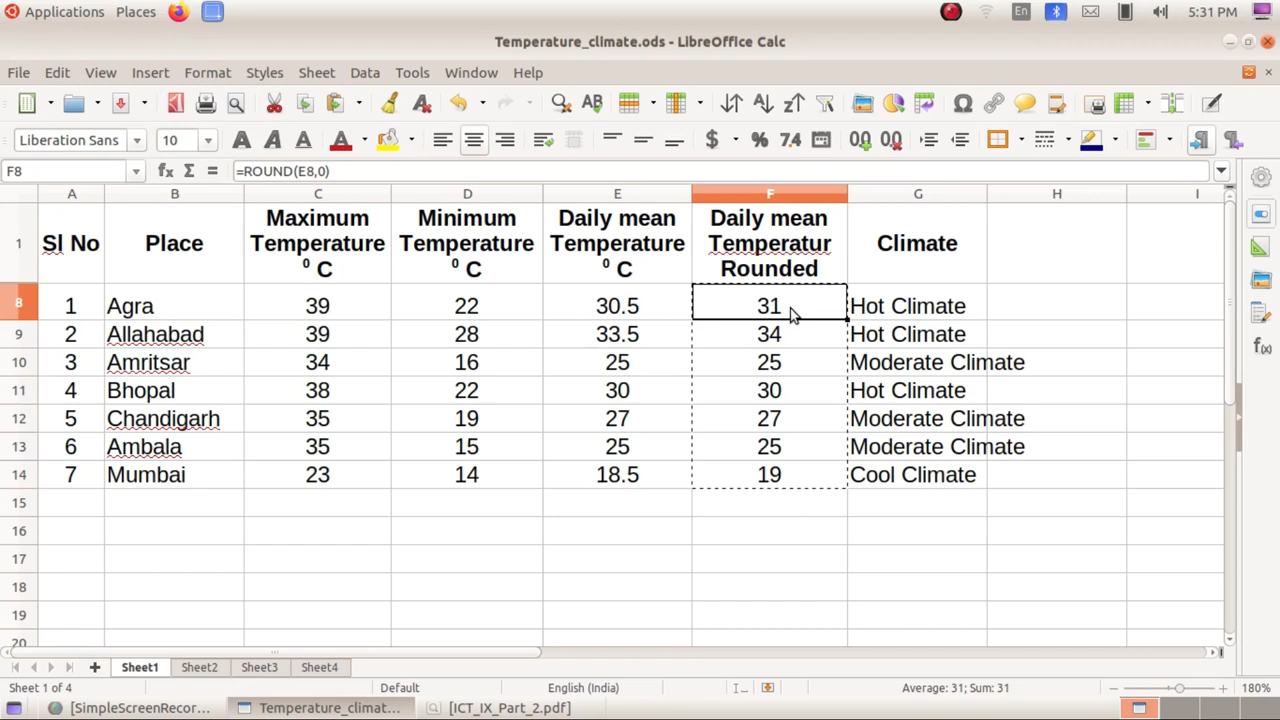 Applications Places En 5:31 PM
Temperature_climate.ods - LibreOffice Calc
File Edit View Insert Format Styles Sheet Data Tools Window Help
Liberation Sans 10
F8 =ROUND(E8,0)
A B C D E F G H I
1 Sl No Place Maximum Temperature ⁰ C Minimum Temperature ⁰ C Daily mean Temperature ⁰ C Daily mean Temperatur Rounded Climate
8 1 Agra 39 22 30.5 31 Hot Climate
9 2 Allahabad 39 28 33.5 34 Hot Climate
10 3 Amritsar 34 16 25 25 Moderate Climate
11 4 Bhopal 38 22 30 30 Hot Climate
12 5 Chandigarh 35 19 27 27 Moderate Climate
13 6 Ambala 35 15 25 25 Moderate Climate
14 7 Mumbai 23 14 18.5 19 Cool Climate
15
16
17
18
19
20
Sheet1 Sheet2 Sheet3 Sheet4
Sheet 1 of 4 Default English (India) Average: 31; Sum: 31 180%
[SimpleScreenRecor... Temperature_climat... [ICT_IX_Part_2.pdf]